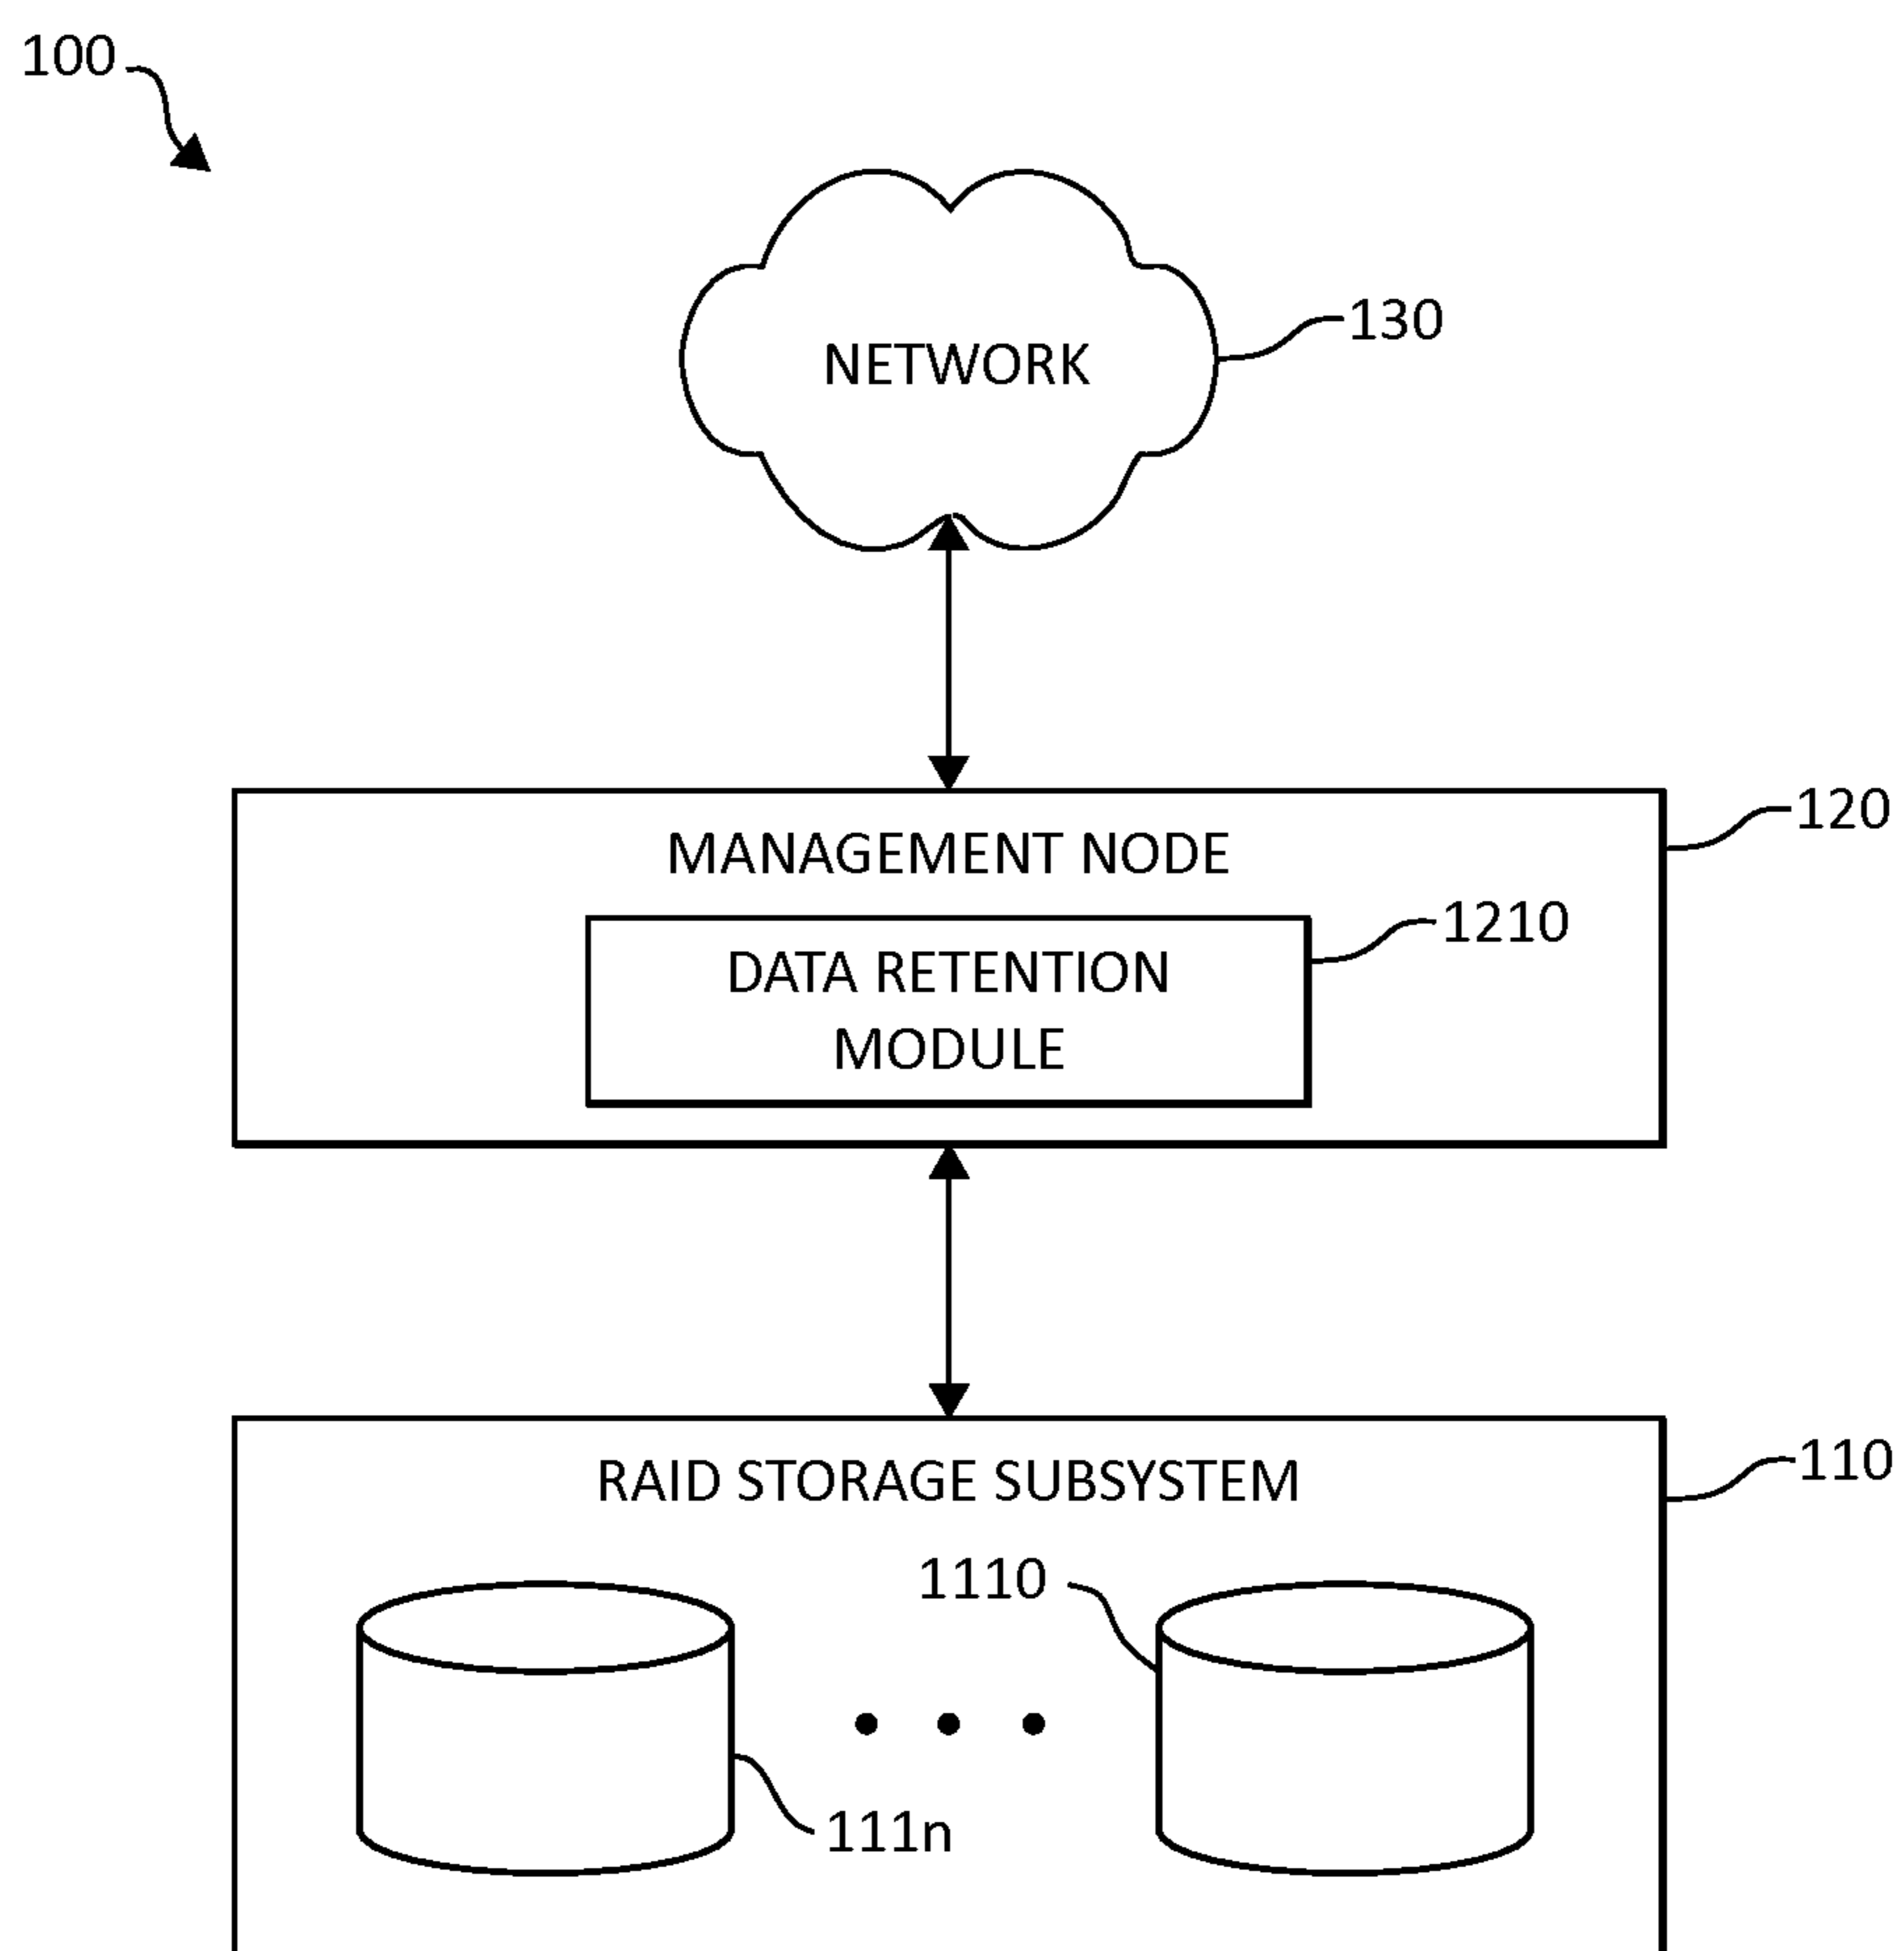 100
130
NETWORK
120
MANAGEMENT NODE
1210
DATA RETENTION
MODULE
110
RAID STORAGE SUBSYSTEM
1110
111n